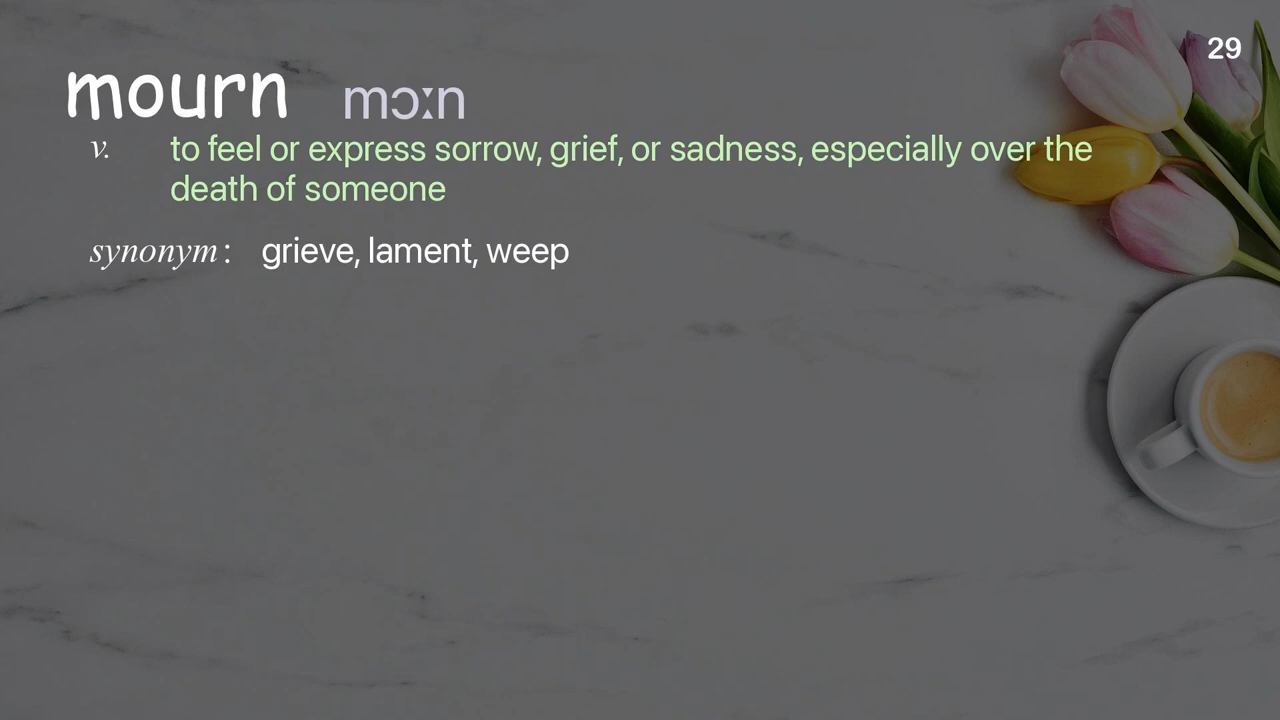 29
mourn mɔːn
v. to feel or express sorrow, grief, or sadness, especially over the
death of someone
synonym : grieve, lament, weep